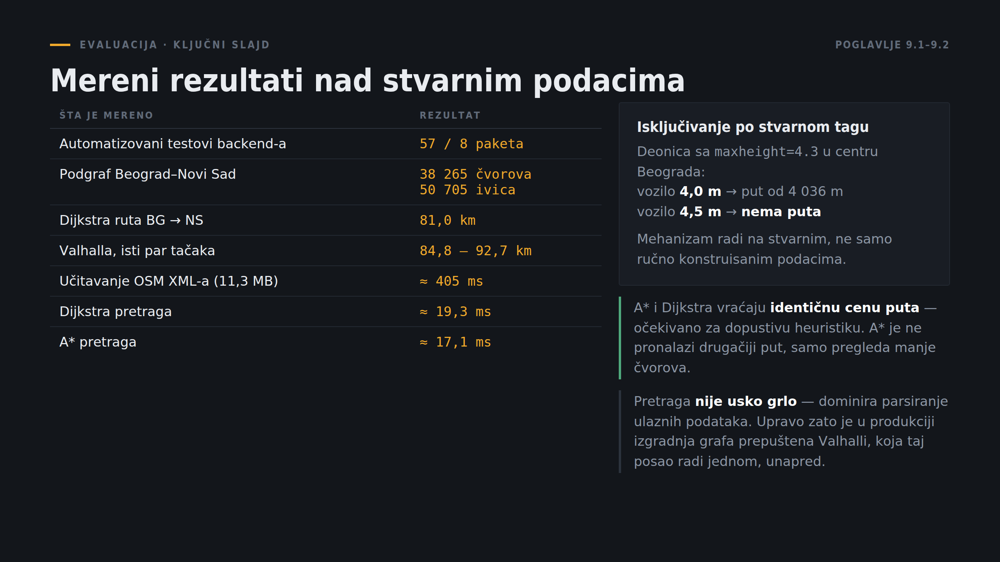 EVALUACIJA · KLJUČNI SLAJD
POGLAVLJE 9.1–9.2
Mereni rezultati nad stvarnim podacima
ŠTA JE MERENO REZULTAT
Automatizovani testovi backend-a 57 / 8 paketa
Podgraf Beograd–Novi Sad 38 265 čvorova
50 705 ivica
Dijkstra ruta BG → NS 81,0 km
Valhalla, isti par tačaka 84,8 – 92,7 km
Učitavanje OSM XML-a (11,3 MB) ≈ 405 ms
Dijkstra pretraga ≈ 19,3 ms
A* pretraga ≈ 17,1 ms
Isključivanje po stvarnom tagu
Deonica sa maxheight=4.3 u centru
Beograda:
vozilo 4,0 m → put od 4 036 m
vozilo 4,5 m → nema puta
Mehanizam radi na stvarnim, ne samo
ručno konstruisanim podacima.
A* i Dijkstra vraćaju identičnu cenu puta —
očekivano za dopustivu heuristiku. A* je ne
pronalazi drugačiji put, samo pregleda manje
čvorova.
Pretraga nije usko grlo — dominira parsiranje
ulaznih podataka. Upravo zato je u produkciji
izgradnja grafa prepuštena Valhalli, koja taj
posao radi jednom, unapred.